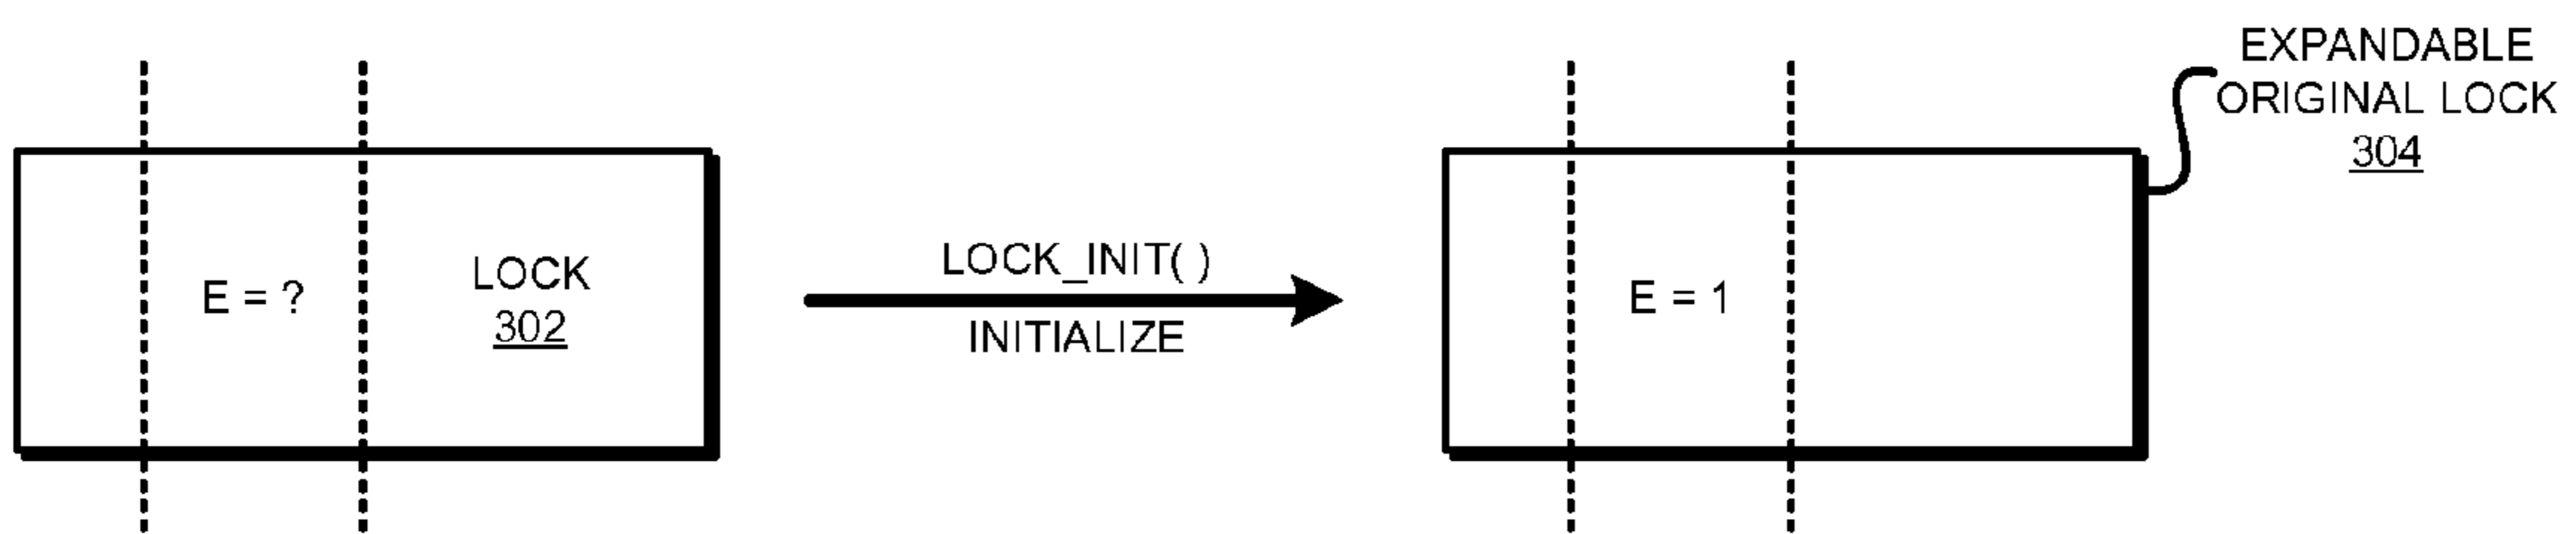 E = ?
LOCK
302
LOCK_INIT( )
INITIALIZE
E = 1
EXPANDABLE
ORIGINAL LOCK
304